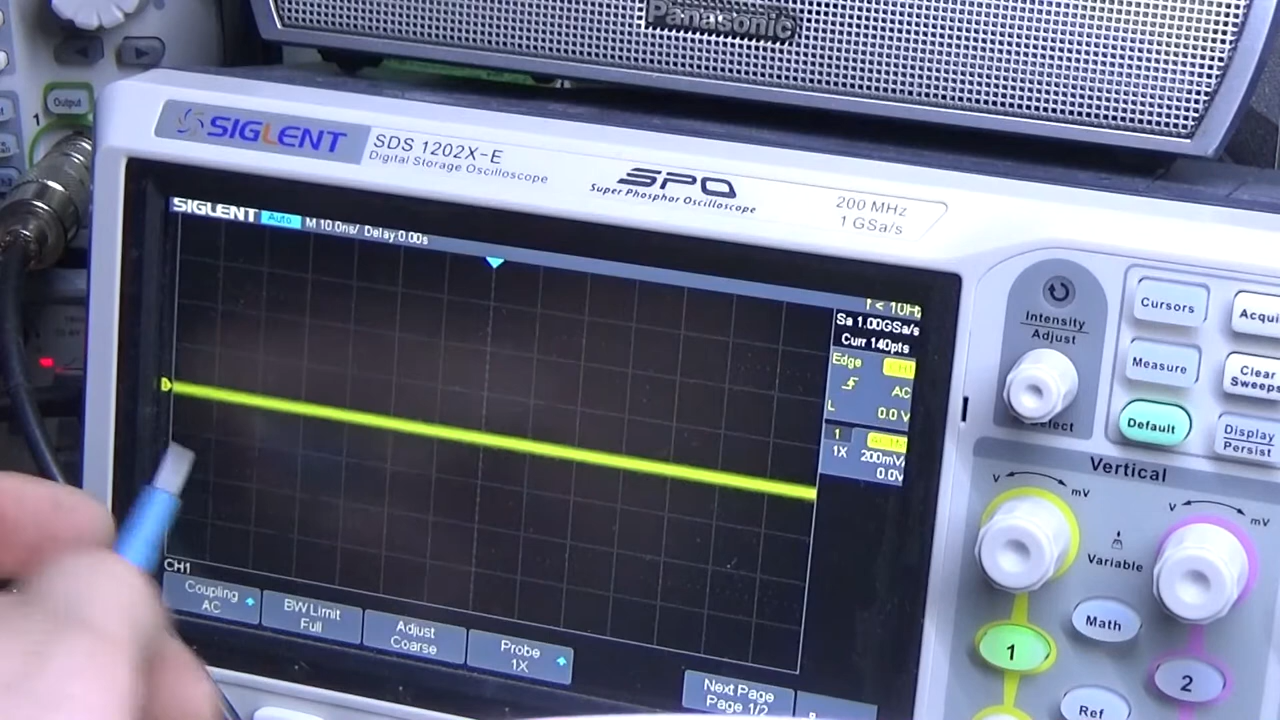 Panasonic
Output
1
SIGLENT
SDS 1202X-E
Digital Storage Oscilloscope
SPO
Super Phosphor Oscilloscope
200 MHz
1 GSa/s
SIGLENT Auto M 10.0ns/ Delay:0.00s
f < 10Hz
Sa 1.00GSa/s
Curr 140pts
Edge CH1
AC
L 0.0 V
1
1X 200mV/
0.0V
CH1
Coupling
AC
BW Limit
Full
Adjust
Coarse
Probe
1X
Next Page
Page 1/2
Intensity
Adjust
Select
Cursors
Acqui
Measure
Clear
Sweeps
Default
Display
Persist
Vertical
V mV
V mV
Variable
Math
1
2
Ref